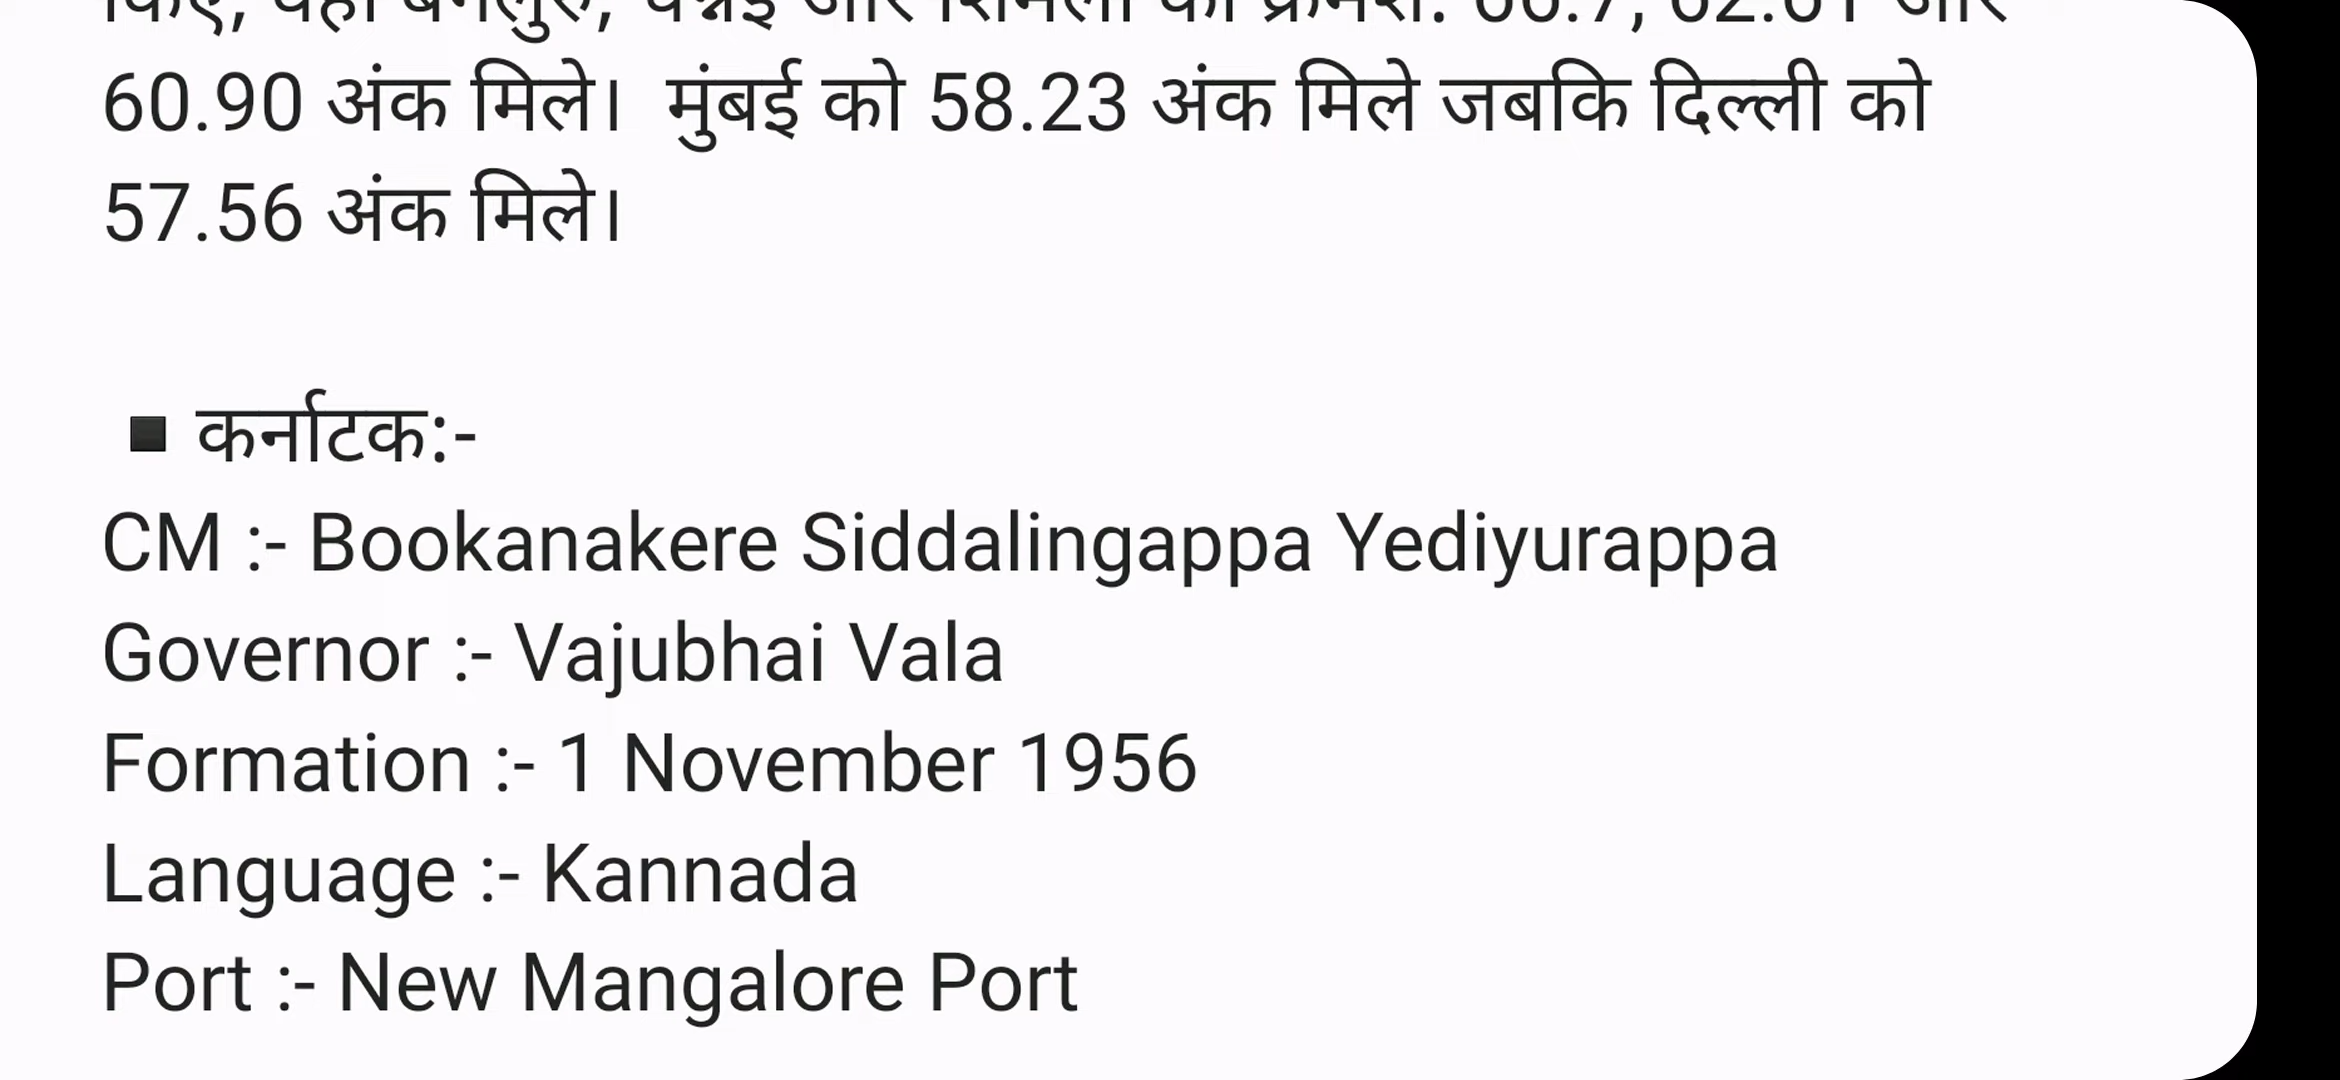 और
60.90 अंक मिले। मुंबई को 58.23 अंक मिले जबकि दिल्ली को
57.56 अंक मिले।
▪ कर्नाटक:-
CM :- Bookanakere Siddalingappa Yediyurappa
Governor :- Vajubhai Vala
Formation :- 1 November 1956
Language :- Kannada
Port :- New Mangalore Port